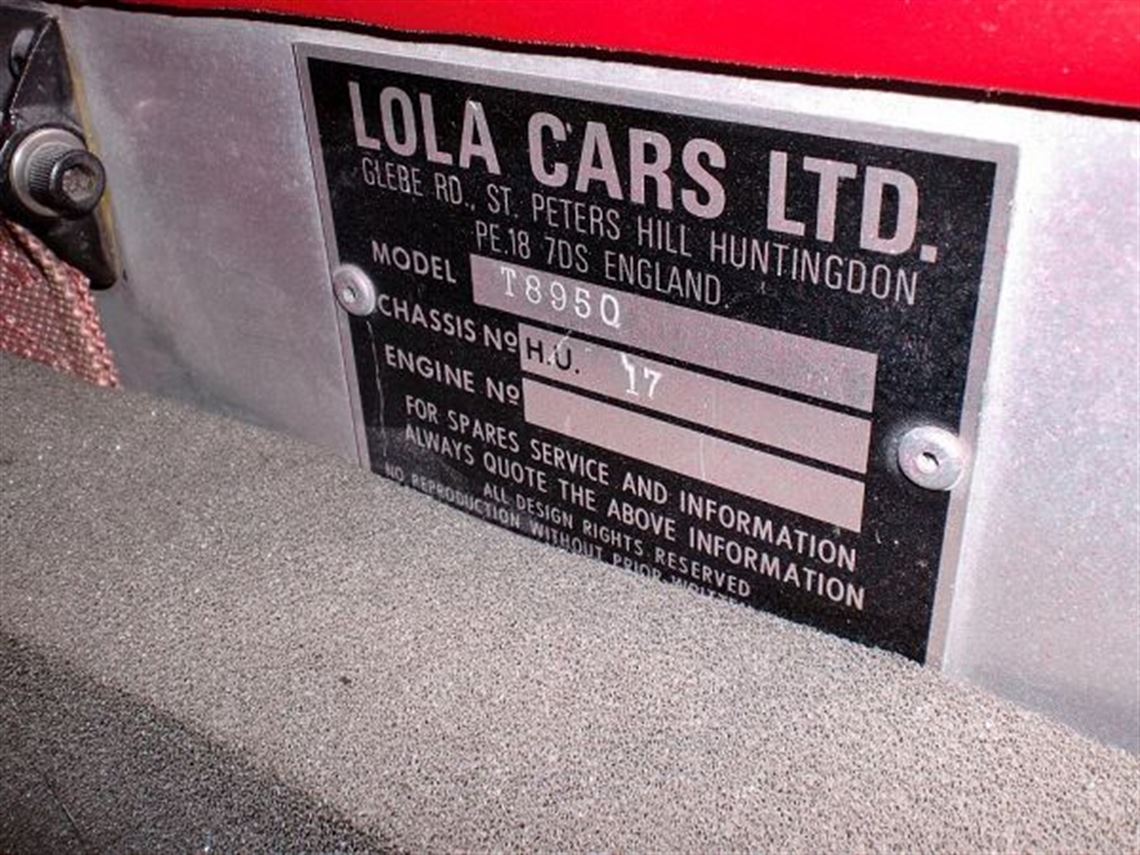 LOLA CARS LTD.
GLEBE RD., ST. PETERS HILL HUNTINGDON
PE.18 7DS ENGLAND.
MODEL T8950
CHASSIS Nº H.U. 17
ENGINE Nº
FOR SPARES SERVICE AND INFORMATION
ALWAYS QUOTE THE ABOVE INFORMATION
ALL DESIGN RIGHTS RESERVED
NO REPRODUCTION WITHOUT PRIOR